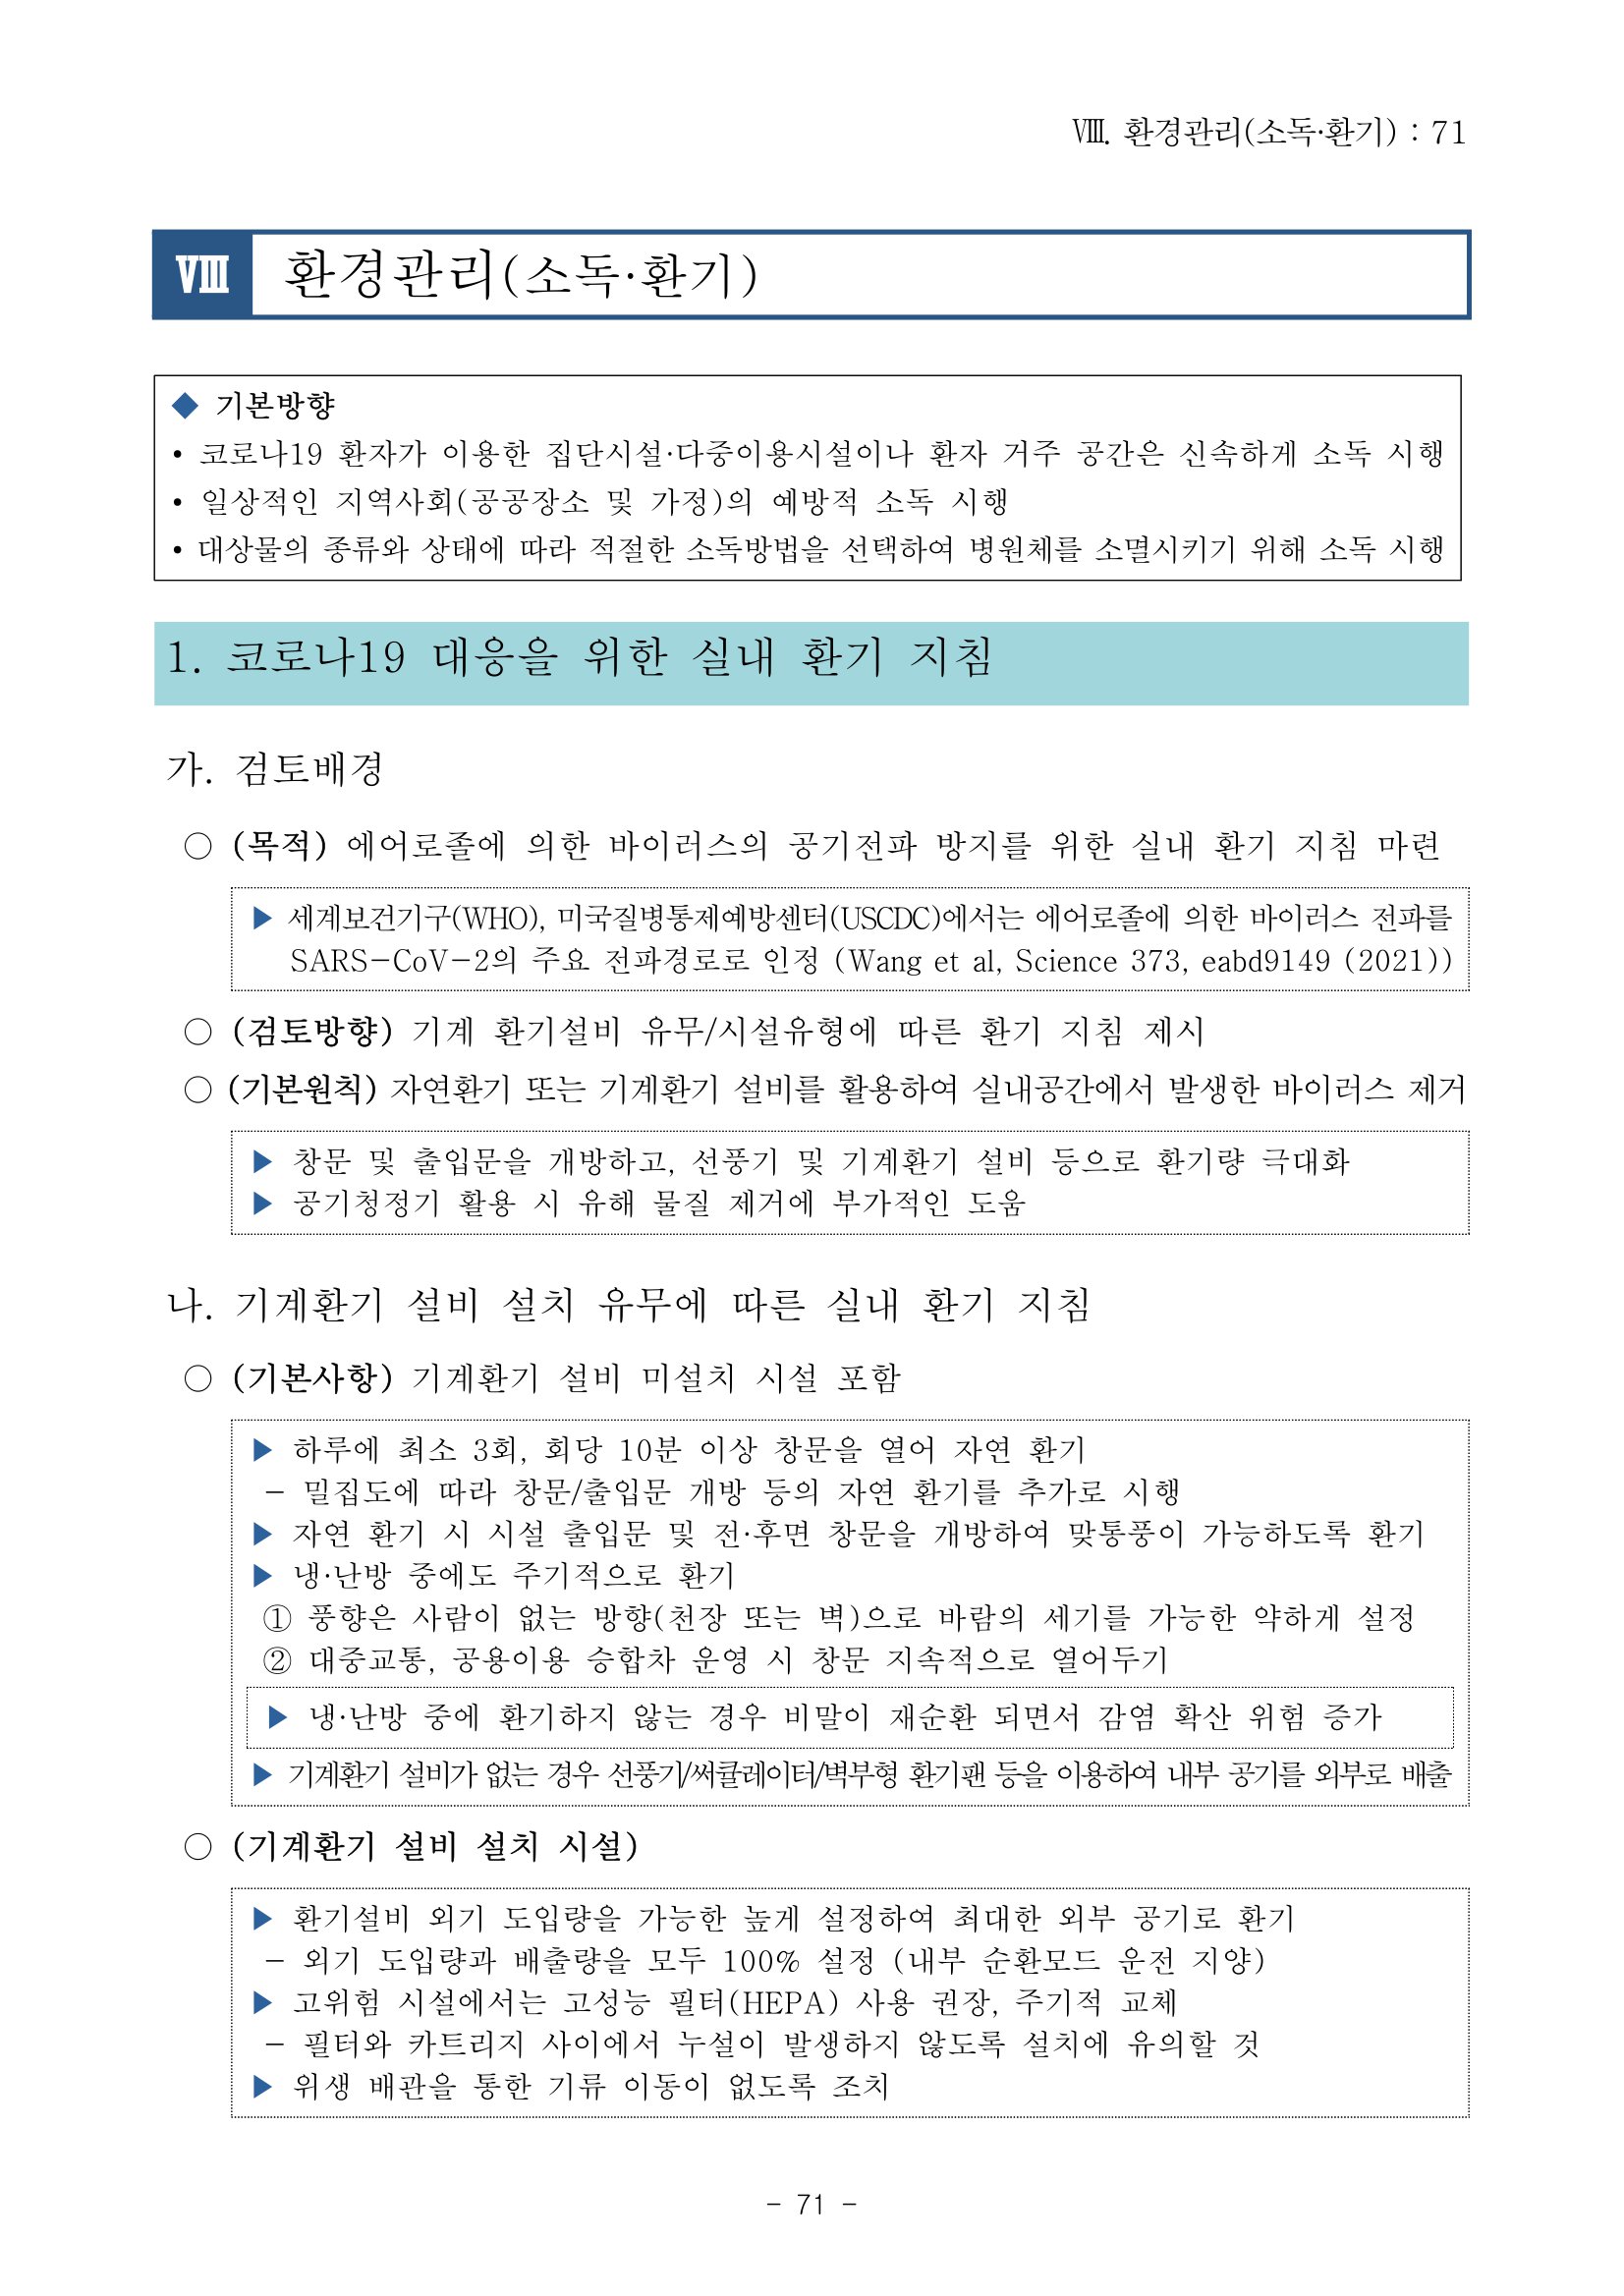 Ⅷ. 환경관리(소독·환기) : 71
Ⅷ 환경관리(소독·환기)
◆ 기본방향
• 코로나19 환자가 이용한 집단시설·다중이용시설이나 환자 거주 공간은 신속하게 소독 시행
• 일상적인 지역사회(공공장소 및 가정)의 예방적 소독 시행
• 대상물의 종류와 상태에 따라 적절한 소독방법을 선택하여 병원체를 소멸시키기 위해 소독 시행
1. 코로나19 대응을 위한 실내 환기 지침
가. 검토배경
○ (목적) 에어로졸에 의한 바이러스의 공기전파 방지를 위한 실내 환기 지침 마련
▶ 세계보건기구(WHO), 미국질병통제예방센터(USCDC)에서는 에어로졸에 의한 바이러스 전파를
SARS-CoV-2의 주요 전파경로로 인정 (Wang et al, Science 373, eabd9149 (2021))
○ (검토방향) 기계 환기설비 유무/시설유형에 따른 환기 지침 제시
○ (기본원칙) 자연환기 또는 기계환기 설비를 활용하여 실내공간에서 발생한 바이러스 제거
▶ 창문 및 출입문을 개방하고, 선풍기 및 기계환기 설비 등으로 환기량 극대화
▶ 공기청정기 활용 시 유해 물질 제거에 부가적인 도움
나. 기계환기 설비 설치 유무에 따른 실내 환기 지침
○ (기본사항) 기계환기 설비 미설치 시설 포함
▶ 하루에 최소 3회, 회당 10분 이상 창문을 열어 자연 환기
- 밀집도에 따라 창문/출입문 개방 등의 자연 환기를 추가로 시행
▶ 자연 환기 시 시설 출입문 및 전·후면 창문을 개방하여 맞통풍이 가능하도록 환기
▶ 냉·난방 중에도 주기적으로 환기
① 풍향은 사람이 없는 방향(천장 또는 벽)으로 바람의 세기를 가능한 약하게 설정
② 대중교통, 공용이용 승합차 운영 시 창문 지속적으로 열어두기
▶ 냉·난방 중에 환기하지 않는 경우 비말이 재순환 되면서 감염 확산 위험 증가
▶ 기계환기 설비가 없는 경우 선풍기/써큘레이터/벽부형 환기팬 등을 이용하여 내부 공기를 외부로 배출
○ (기계환기 설비 설치 시설)
▶ 환기설비 외기 도입량을 가능한 높게 설정하여 최대한 외부 공기로 환기
- 외기 도입량과 배출량을 모두 100% 설정 (내부 순환모드 운전 지양)
▶ 고위험 시설에서는 고성능 필터(HEPA) 사용 권장, 주기적 교체
- 필터와 카트리지 사이에서 누설이 발생하지 않도록 설치에 유의할 것
▶ 위생 배관을 통한 기류 이동이 없도록 조치
- 71 -